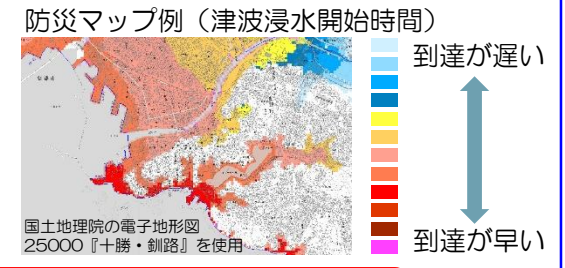 防災マップ例（津波浸水開始時間）
到達が遅い
国土地理院の電子地形図
25000『十勝・釧路』を使用
到達が早い